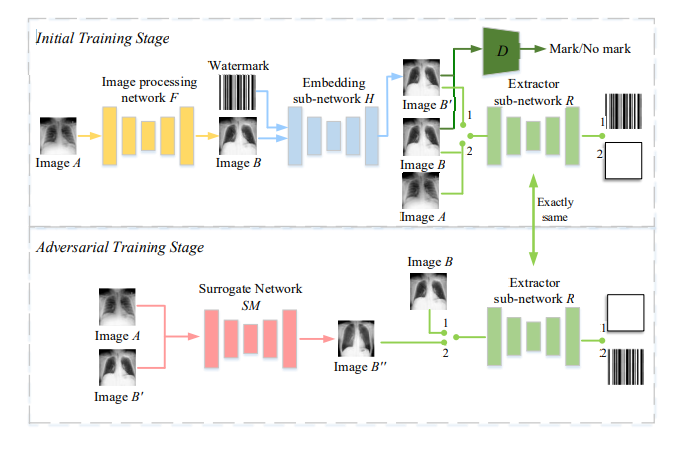 Initial Training Stage
Image processing
network F
Watermark
Embedding
sub-network H
D
Mark/No mark
Extractor
sub-network R
Image A
Image B
Image B'
Image B
Image A
1
2
1
2
Exactly
same
Adversarial Training Stage
Surrogate Network
SM
Image A
Image B'
Image B''
Image B
1
2
Extractor
sub-network R
1
2